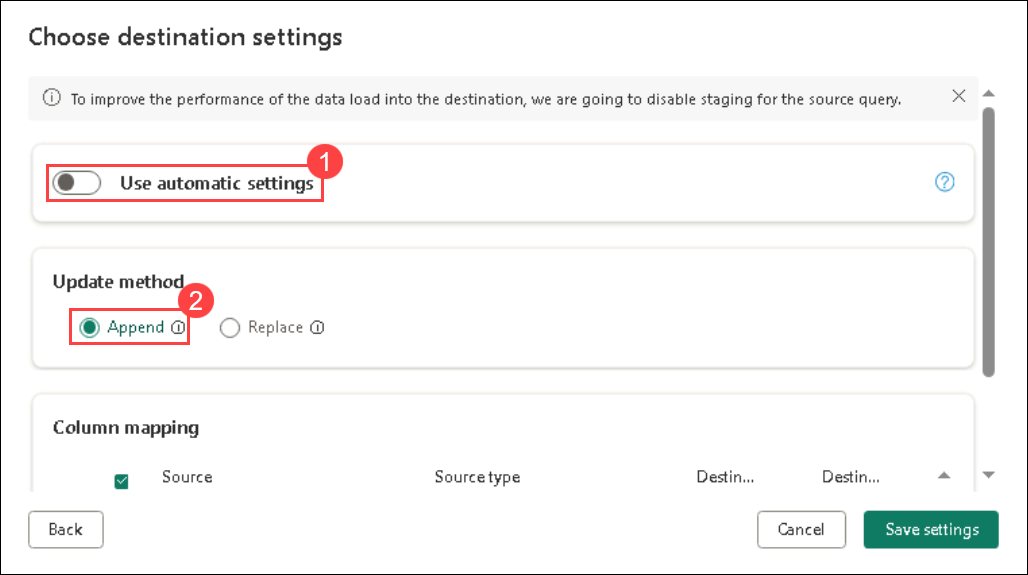 Choose destination settings
To improve the performance of the data load into the destination, we are going to disable staging for the source query.
1
Use automatic settings
Update method
2
Append Replace
Column mapping
Source Source type Destin... Destin...
Back Cancel Save settings